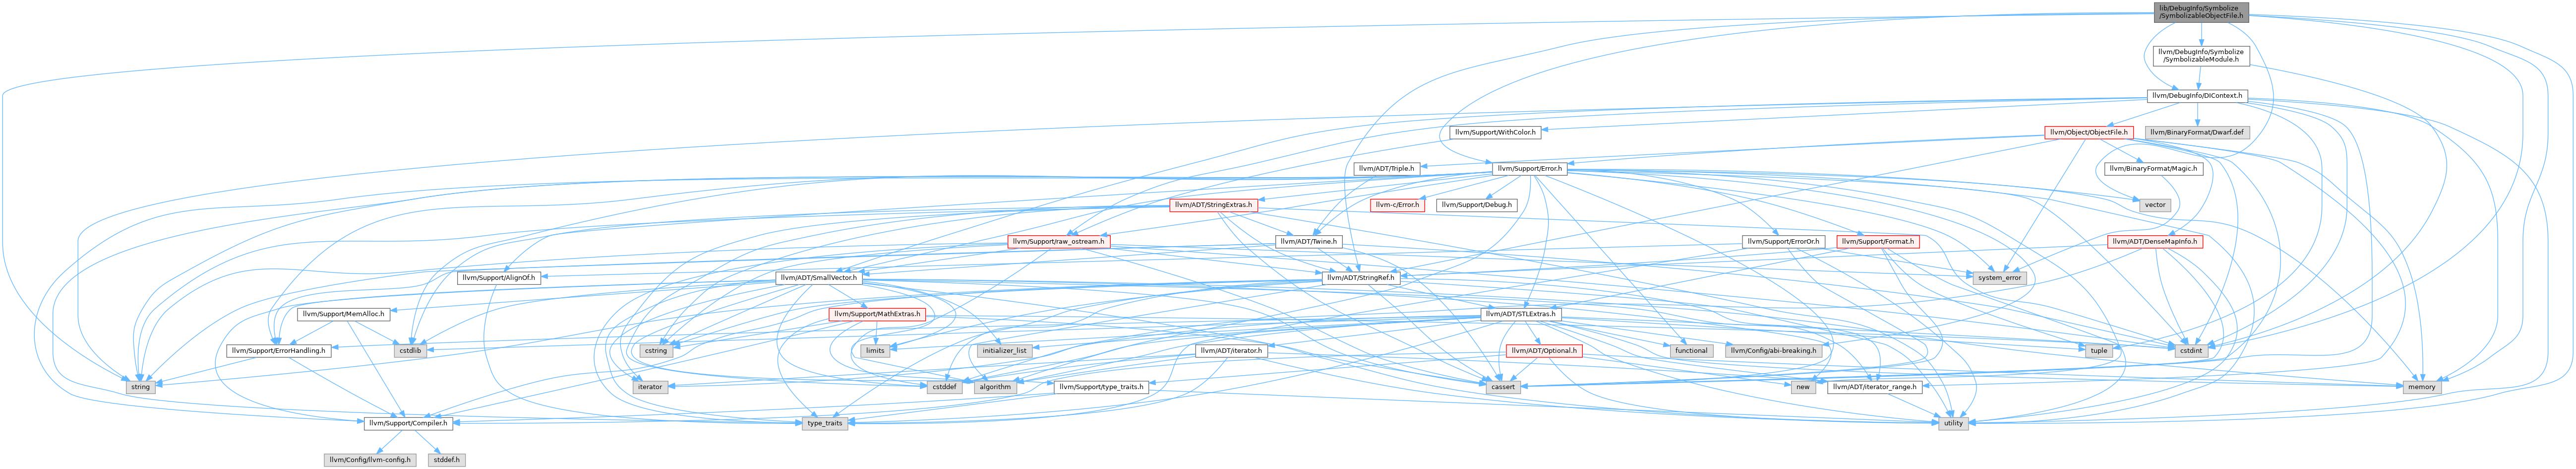 lib/DebugInfo/Symbolize
/SymbolizableObjectFile.h
llvm/DebugInfo/Symbolize
/SymbolizableModule.h
llvm/DebugInfo/DIContext.h
llvm/Support/WithColor.h
llvm/Object/ObjectFile.h
llvm/BinaryFormat/Dwarf.def
llvm/ADT/Triple.h
llvm/Support/Error.h
llvm/BinaryFormat/Magic.h
llvm/ADT/StringExtras.h
llvm-c/Error.h
llvm/Support/Debug.h
vector
llvm/Support/raw_ostream.h
llvm/ADT/Twine.h
llvm/Support/ErrorOr.h
llvm/Support/Format.h
llvm/ADT/DenseMapInfo.h
llvm/Support/AlignOf.h
llvm/ADT/SmallVector.h
llvm/ADT/StringRef.h
system_error
llvm/Support/MemAlloc.h
llvm/Support/MathExtras.h
llvm/ADT/STLExtras.h
llvm/Support/ErrorHandling.h
cstdlib
cstring
limits
initializer_list
llvm/ADT/iterator.h
llvm/ADT/Optional.h
functional
llvm/Config/abi-breaking.h
tuple
cstdint
string
iterator
cstddef
algorithm
llvm/Support/type_traits.h
cassert
new
llvm/ADT/iterator_range.h
memory
llvm/Support/Compiler.h
type_traits
utility
llvm/Config/llvm-config.h
stddef.h